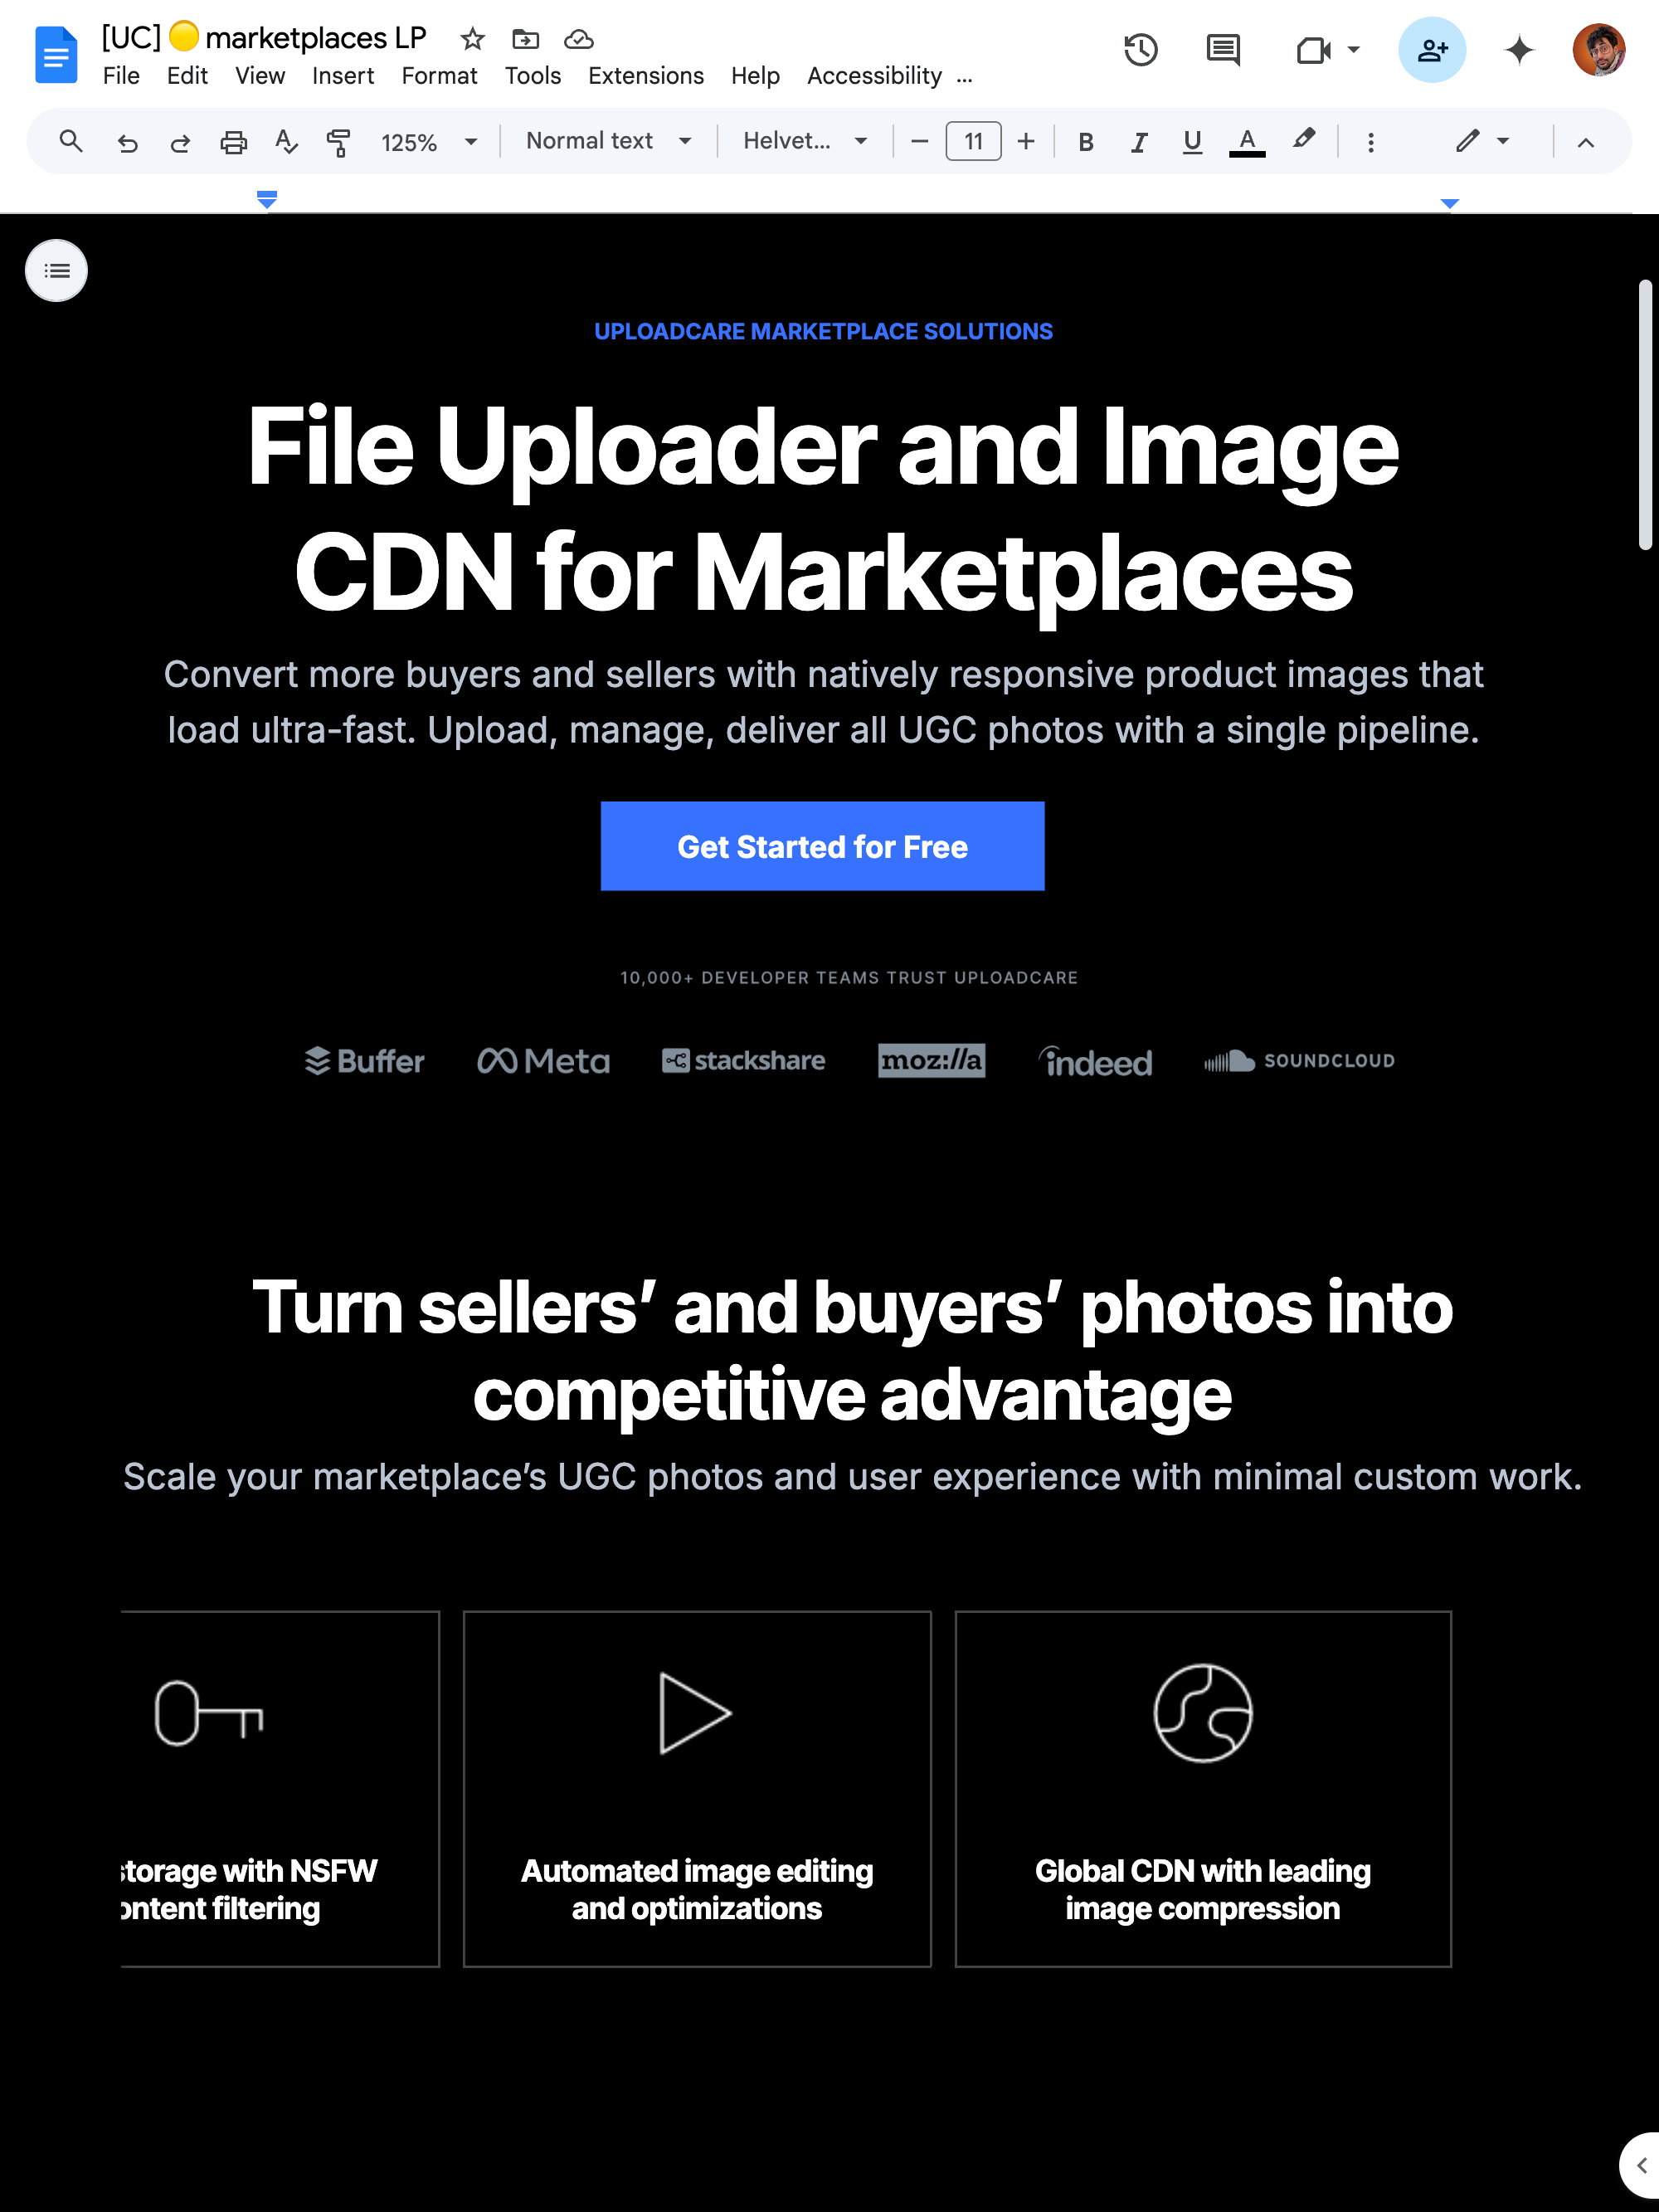 [UC] 🟡 marketplaces LP
File Edit View Insert Format Tools Extensions Help Accessibility ...
125% Normal text Helvet... − 11 + B I U A
UPLOADCARE MARKETPLACE SOLUTIONS
File Uploader and Image
CDN for Marketplaces
Convert more buyers and sellers with natively responsive product images that
load ultra-fast. Upload, manage, deliver all UGC photos with a single pipeline.
Get Started for Free
10,000+ DEVELOPER TEAMS TRUST UPLOADCARE
Buffer Meta stackshare moz://a indeed SOUNDCLOUD
Turn sellers’ and buyers’ photos into
competitive advantage
Scale your marketplace’s UGC photos and user experience with minimal custom work.
torage with NSFW
ontent filtering
Automated image editing
and optimizations
Global CDN with leading
image compression